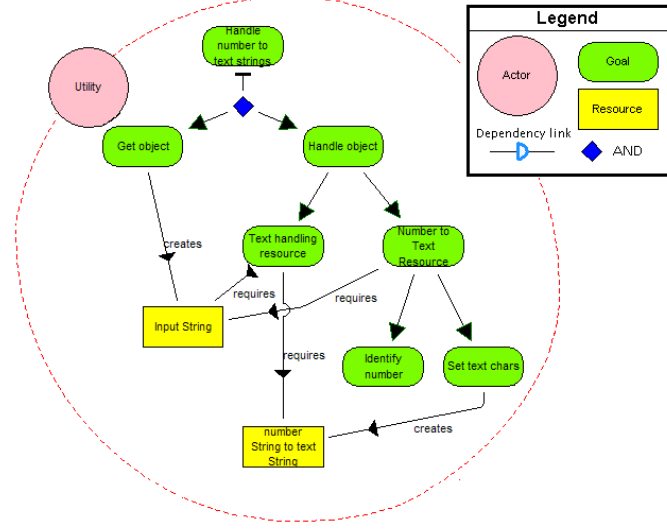 Handle
number to
text strings
Legend
Utility
Actor
Goal
Resource
Dependency link
AND
Get object
Handle object
Text handling
resource
Number to
Text
Resource
creates
requires
requires
Input String
requires
Identify
number
Set text chars
number
String to text
String
creates